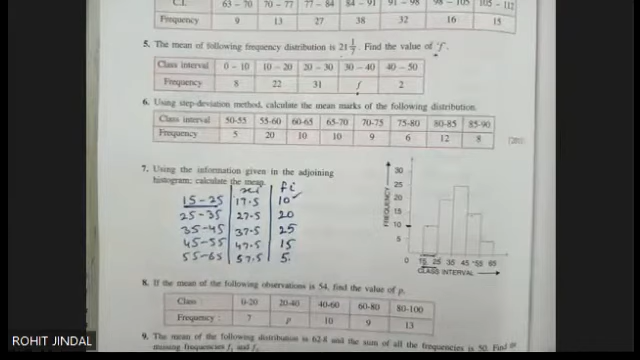 C.I. 63 – 70 70 – 77 77 – 84 84 – 91 91 – 98 98 – 105 105 – 112
Frequency 9 13 27 38 32 16 15
5. The mean of following frequency distribution is 21 1/7. Find the value of 'f'.
Class interval 0 – 10 10 – 20 20 – 30 30 – 40 40 – 50
Frequency 8 22 31 f 2
6. Using step-deviation method, calculate the mean marks of the following distribution.
Class interval 50-55 55-60 60-65 65-70 70-75 75-80 80-85 85-90
Frequency 5 20 10 10 9 6 12 8
7. Using the information given in the adjoining
histogram; calculate the mean.
xi fi
15 – 25 17.5 10
25 – 35 27.5 20
35 – 45 37.5 25
45 – 55 47.5 15
55 – 65 57.5 5
FREQUENCY
30
25
20
15
10
5
0 15 25 35 45 55 65
CLASS INTERVAL
8. If the mean of the following observations is 54, find the value of p.
Class : 0-20 20-40 40-60 60-80 80-100
Frequency : 7 p 10 9 13
9. The mean of the following distribution is 62·8 and the sum of all the frequencies is 50. Find the
missing frequencies f1 and f2.
ROHIT JINDAL